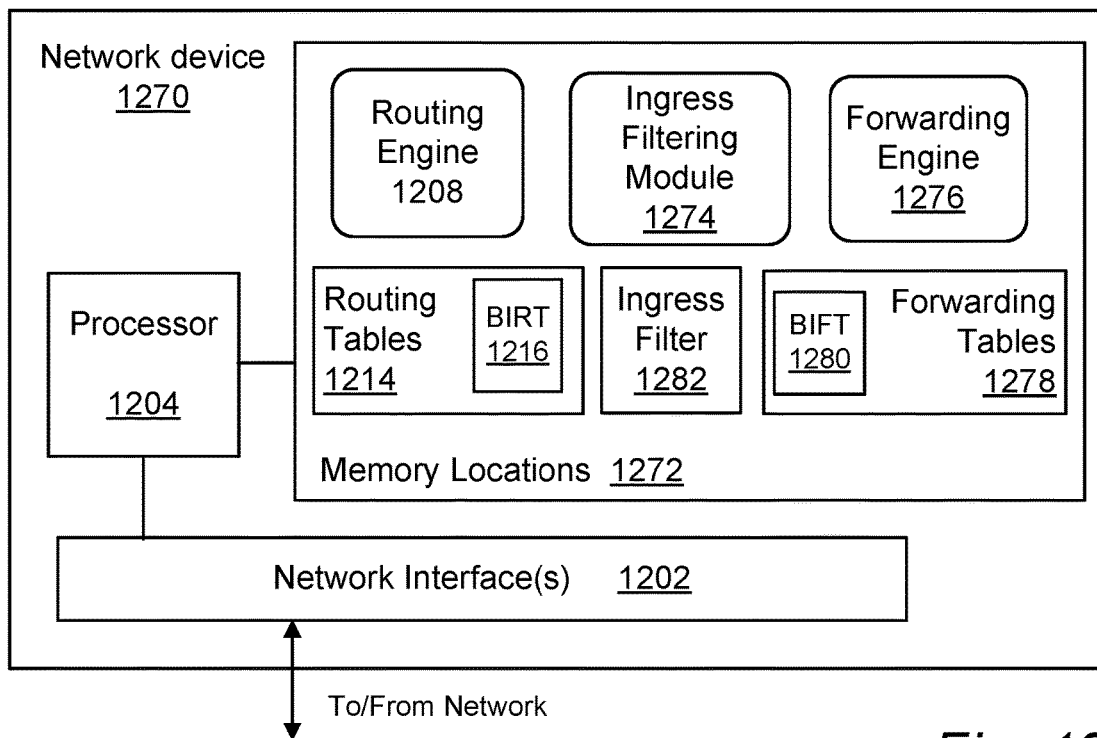 Network device
1270
Routing
Engine
1208
Ingress
Filtering
Module
1274
Forwarding
Engine
1276
Processor
1204
Routing
Tables
1214
BIRT
1216
Ingress
Filter
1282
BIFT
1280
Forwarding
Tables
1278
Memory Locations 1272
Network Interface(s) 1202
To/From Network